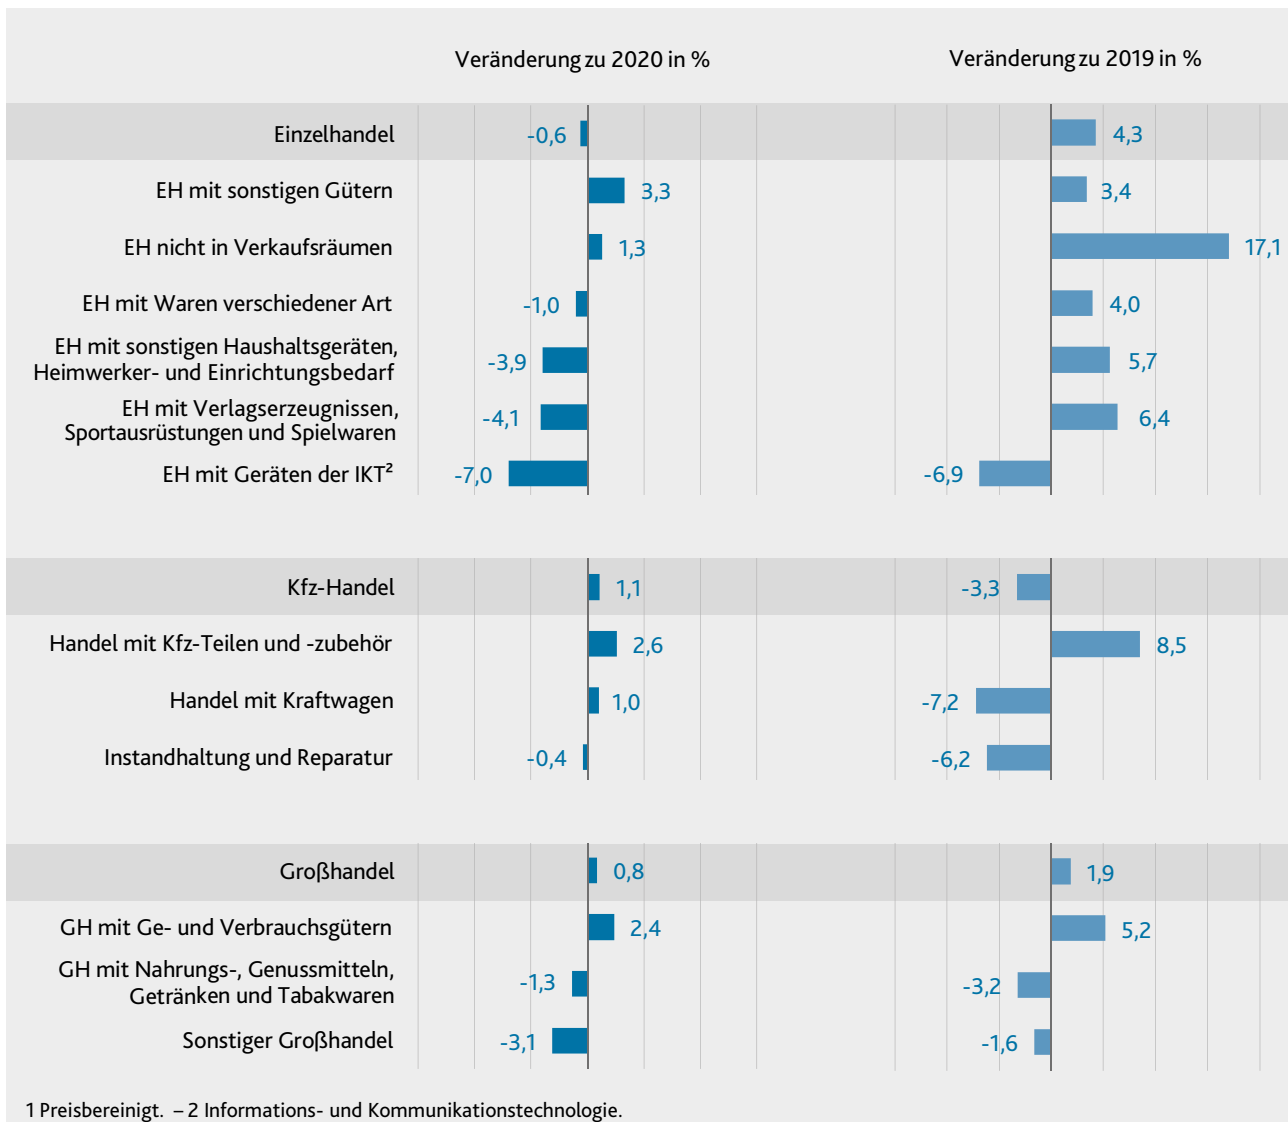 Veränderung zu 2020 in %
Veränderung zu 2019 in %
Einzelhandel
-0,6
4,3
EH mit sonstigen Gütern
3,3
3,4
EH nicht in Verkaufsräumen
1,3
17,1
EH mit Waren verschiedener Art
-1,0
4,0
EH mit sonstigen Haushaltsgeräten,
Heimwerker- und Einrichtungsbedarf
-3,9
5,7
EH mit Verlagserzeugnissen,
Sportausrüstungen und Spielwaren
-4,1
6,4
EH mit Geräten der IKT²
-7,0
-6,9
Kfz-Handel
1,1
-3,3
Handel mit Kfz-Teilen und -zubehör
2,6
8,5
Handel mit Kraftwagen
1,0
-7,2
Instandhaltung und Reparatur
-0,4
-6,2
Großhandel
0,8
1,9
GH mit Ge- und Verbrauchsgütern
2,4
5,2
GH mit Nahrungs-, Genussmitteln,
Getränken und Tabakwaren
-1,3
-3,2
Sonstiger Großhandel
-3,1
-1,6
1 Preisbereinigt. – 2 Informations- und Kommunikationstechnologie.